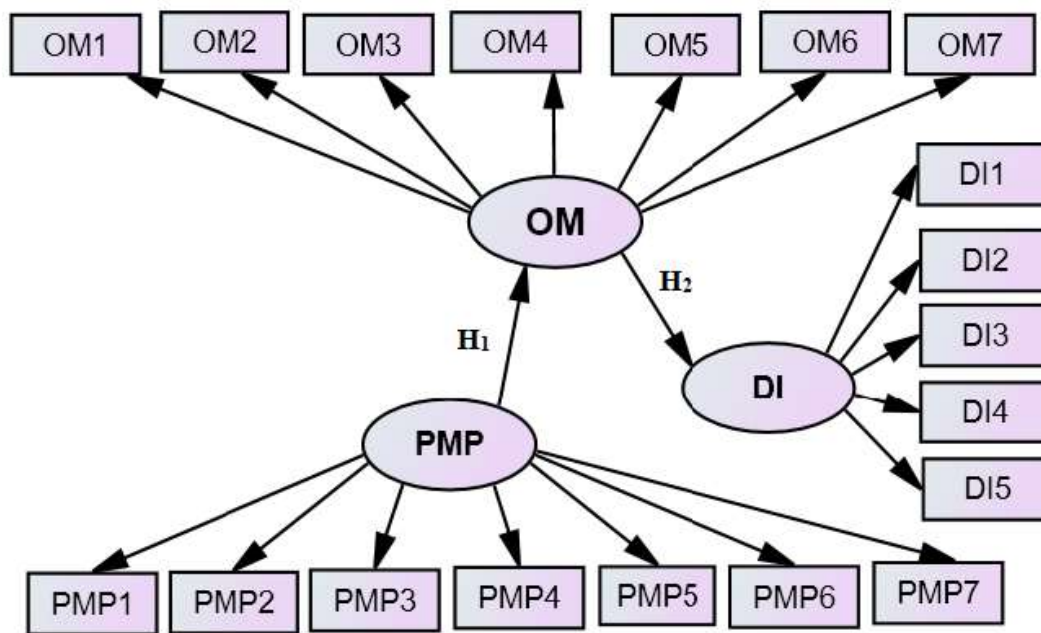 OM1 OM2 OM3 OM4 OM5 OM6 OM7
DI1
OM
DI2
H₂
DI3
H₁
DI
DI4
PMP
DI5
PMP1 PMP2 PMP3 PMP4 PMP5 PMP6 PMP7